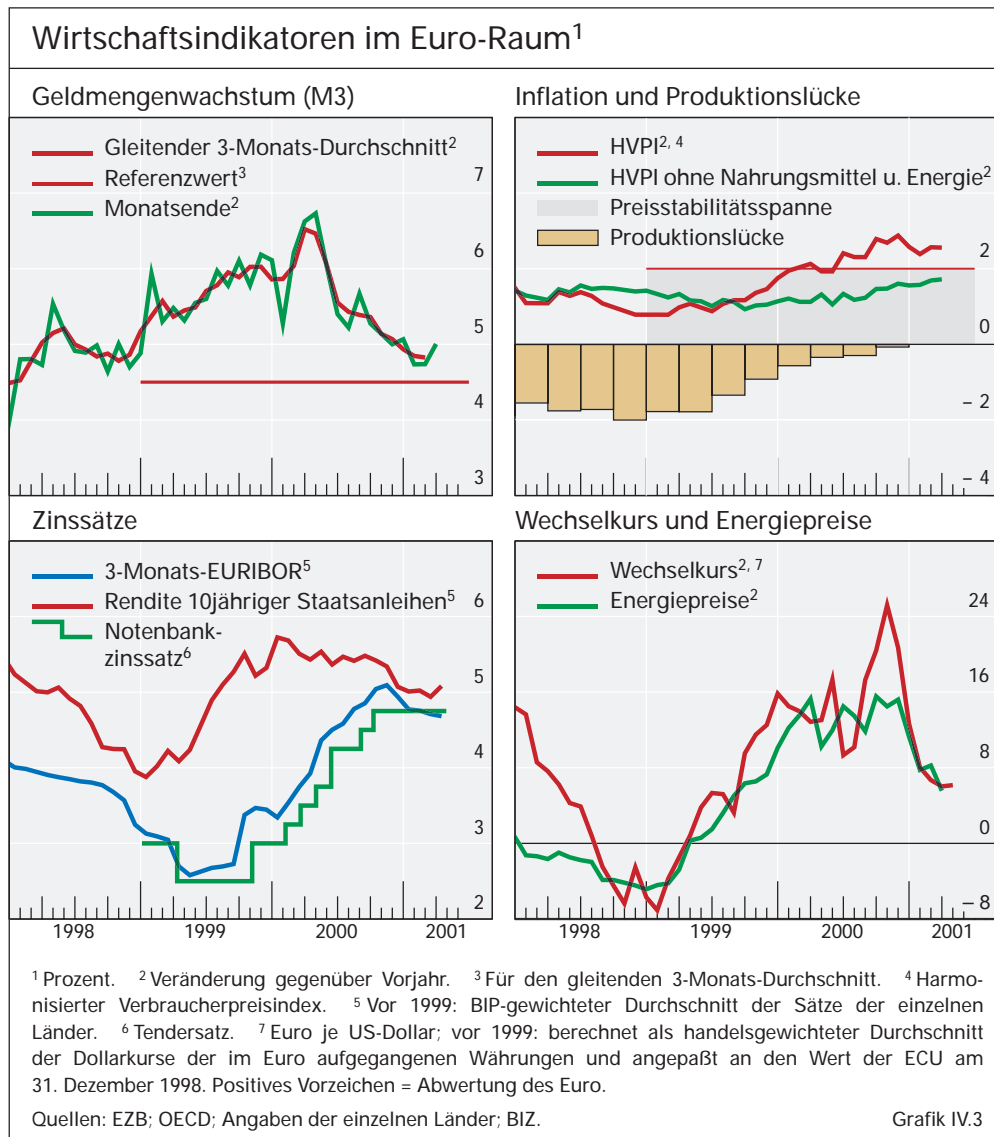 Wirtschaftsindikatoren im Euro-Raum¹
Geldmengenwachstum (M3)
Gleitender 3-Monats-Durchschnitt²
Referenzwert³
Monatsende²
7
6
5
4
3
Inflation und Produktionslücke
HVPI²,⁴
HVPI ohne Nahrungsmittel u. Energie²
Preisstabilitätsspanne
Produktionslücke
2
0
– 2
– 4
Zinssätze
3-Monats-EURIBOR⁵
Rendite 10jähriger Staatsanleihen⁵
Notenbank-
zinssatz⁶
6
5
4
3
2
1998 1999 2000 2001
Wechselkurs und Energiepreise
Wechselkurs²,⁷
Energiepreise²
24
16
8
0
– 8
1998 1999 2000 2001
¹ Prozent. ² Veränderung gegenüber Vorjahr. ³ Für den gleitenden 3-Monats-Durchschnitt. ⁴ Harmo-
nisierter Verbraucherpreisindex. ⁵ Vor 1999: BIP-gewichteter Durchschnitt der Sätze der einzelnen
Länder. ⁶ Tendersatz. ⁷ Euro je US-Dollar; vor 1999: berechnet als handelsgewichteter Durchschnitt
der Dollarkurse der im Euro aufgegangenen Währungen und angepaßt an den Wert der ECU am
31. Dezember 1998. Positives Vorzeichen = Abwertung des Euro.
Quellen: EZB; OECD; Angaben der einzelnen Länder; BIZ. Grafik IV.3